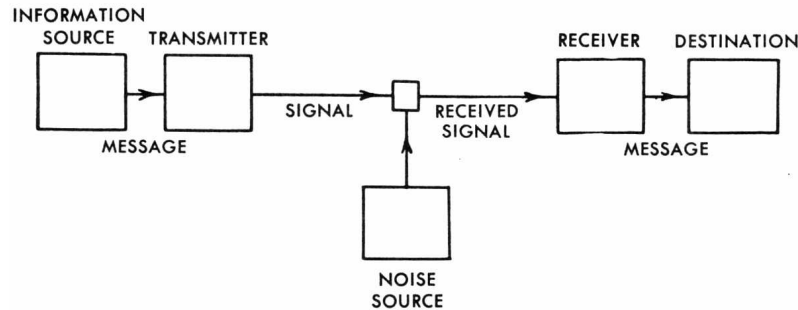 INFORMATION
SOURCE
TRANSMITTER
RECEIVER
DESTINATION
SIGNAL
RECEIVED
SIGNAL
MESSAGE
MESSAGE
NOISE
SOURCE